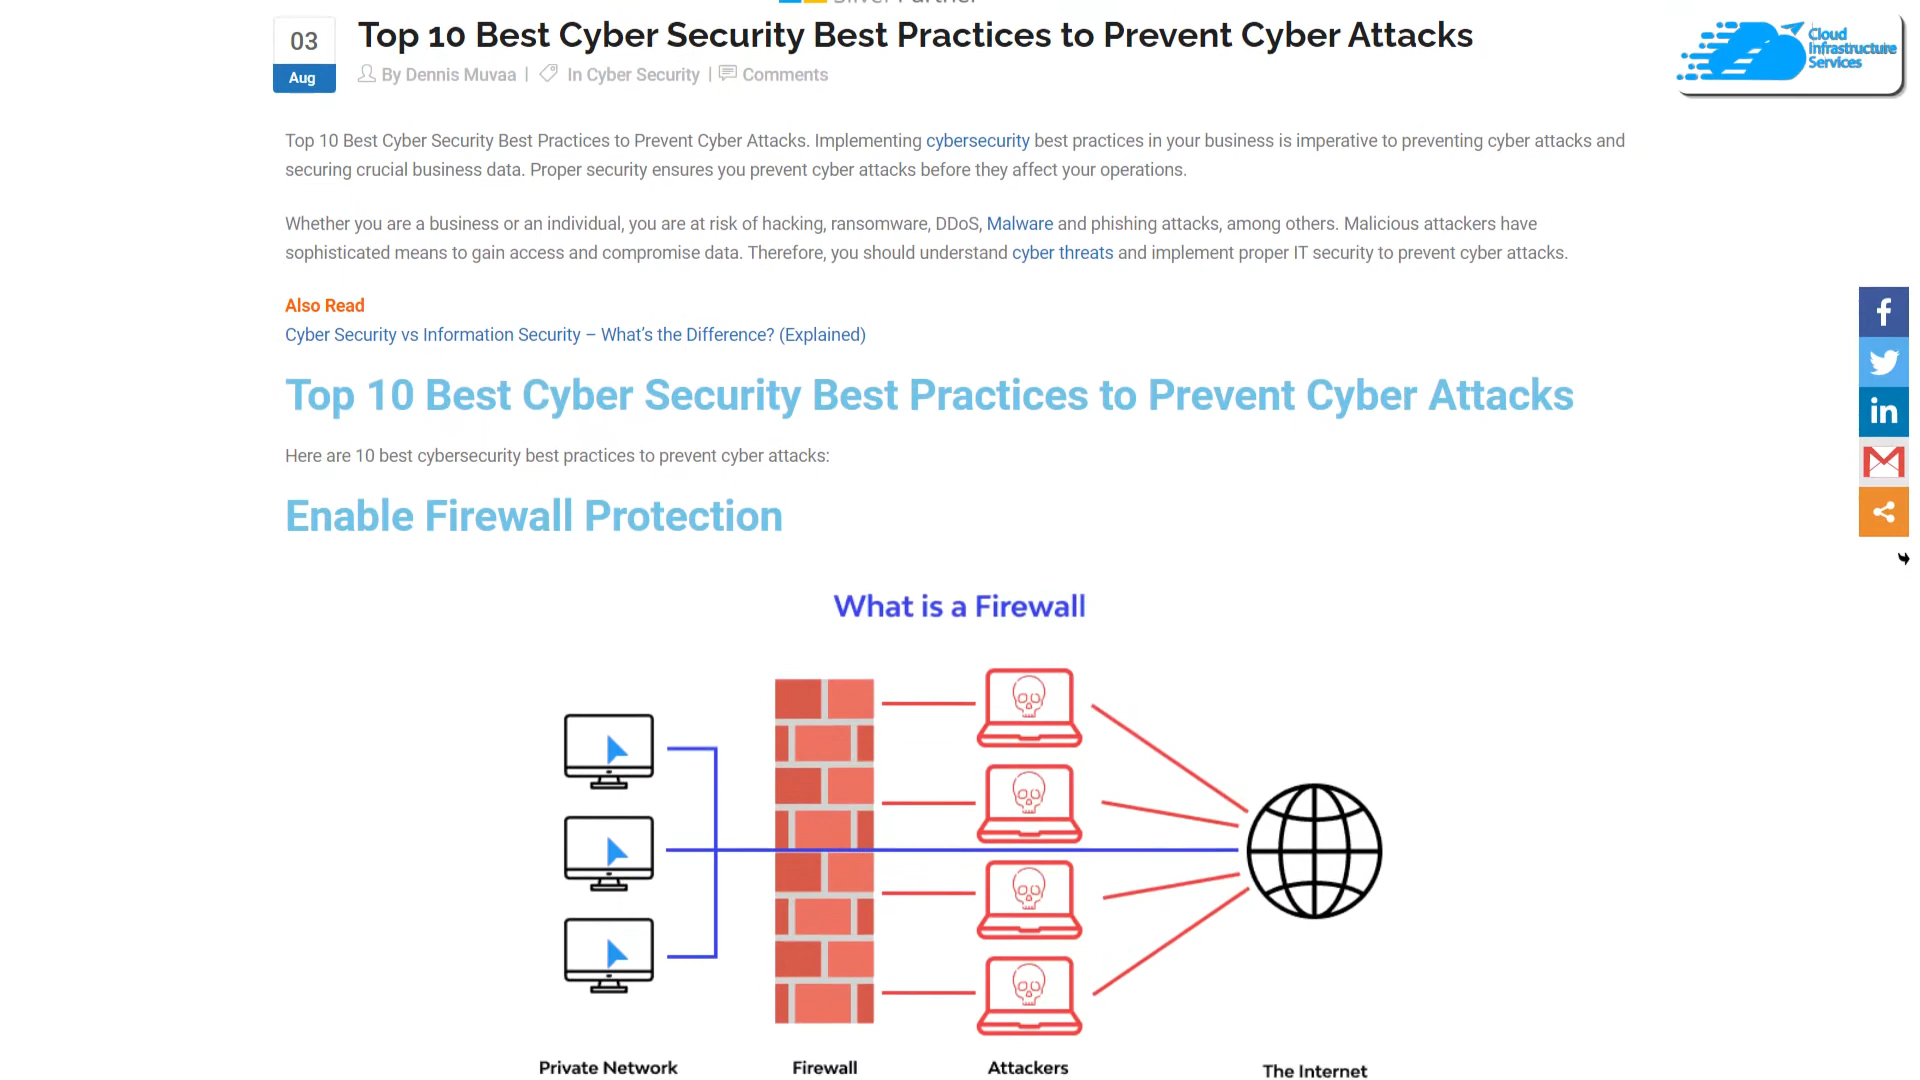 Silver Partner
03
Aug
Top 10 Best Cyber Security Best Practices to Prevent Cyber Attacks
By Dennis Muvaa | In Cyber Security | Comments
Cloud
Infrastructure
Services
Top 10 Best Cyber Security Best Practices to Prevent Cyber Attacks. Implementing cybersecurity best practices in your business is imperative to preventing cyber attacks and
securing crucial business data. Proper security ensures you prevent cyber attacks before they affect your operations.
Whether you are a business or an individual, you are at risk of hacking, ransomware, DDoS, Malware and phishing attacks, among others. Malicious attackers have
sophisticated means to gain access and compromise data. Therefore, you should understand cyber threats and implement proper IT security to prevent cyber attacks.
Also Read
Cyber Security vs Information Security – What’s the Difference? (Explained)
Top 10 Best Cyber Security Best Practices to Prevent Cyber Attacks
Here are 10 best cybersecurity best practices to prevent cyber attacks:
Enable Firewall Protection
What is a Firewall
Private Network
Firewall
Attackers
The Internet